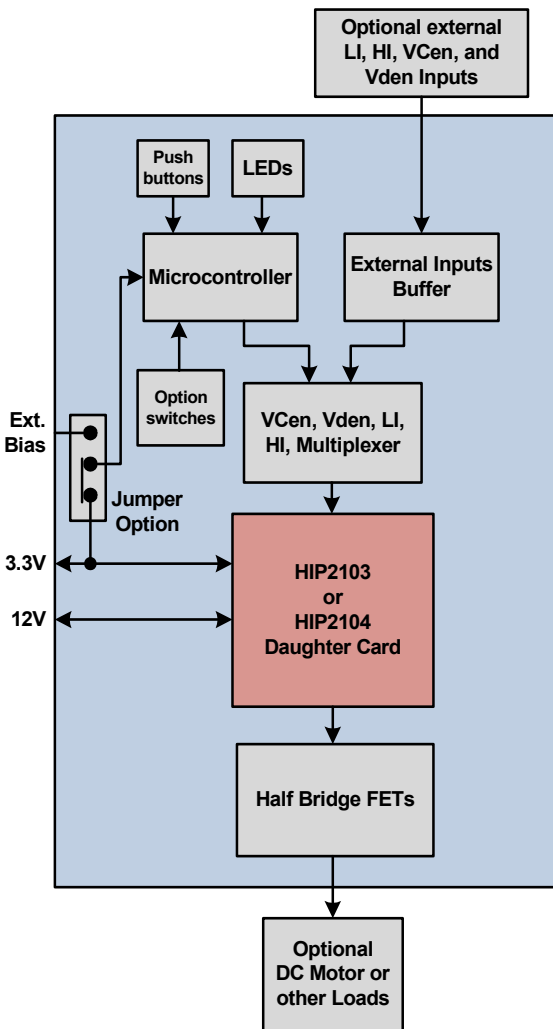 Optional external
LI, HI, VCen, and
Vden Inputs
Push
buttons
LEDs
Microcontroller
External Inputs
Buffer
Option
switches
VCen, Vden, LI,
HI, Multiplexer
Ext.
Bias
Jumper
Option
3.3V
12V
HIP2103
or
HIP2104
Daughter Card
Half Bridge FETs
Optional
DC Motor or
other Loads